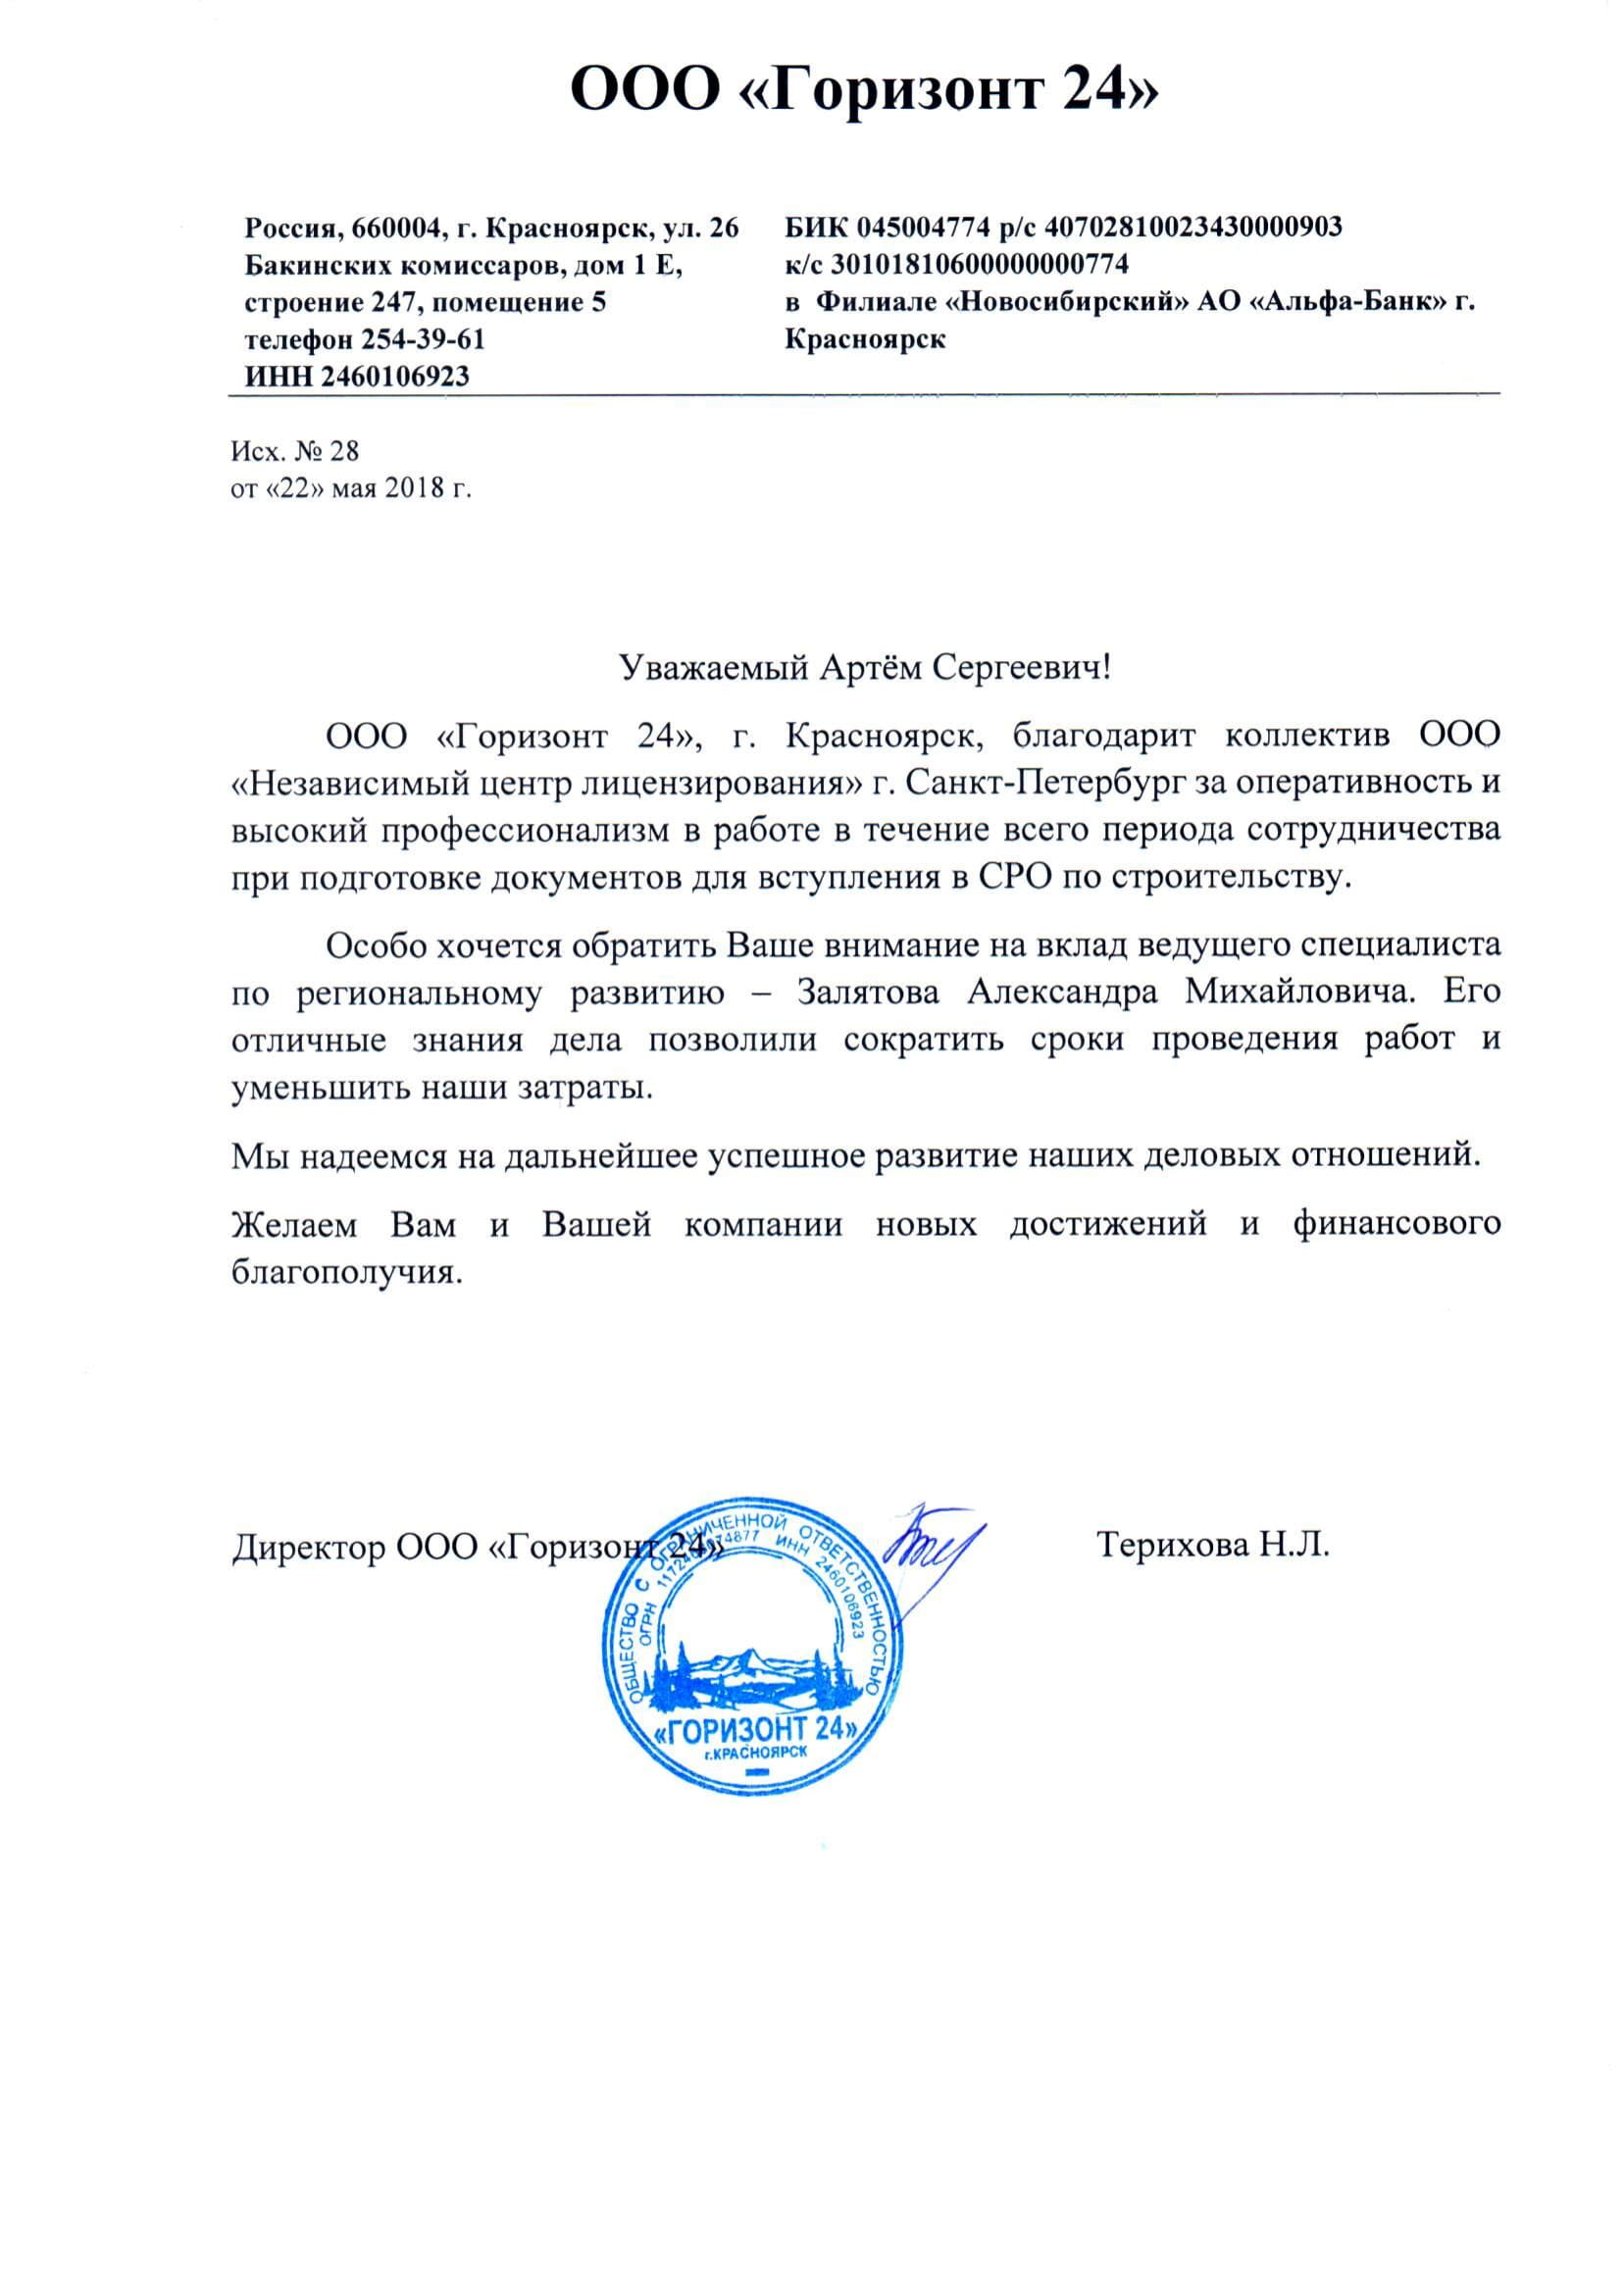 ООО «Горизонт 24»
Россия, 660004, г. Красноярск, ул. 26
Бакинских комиссаров, дом 1 Е,
строение 247, помещение 5
телефон 254-39-61
ИНН 2460106923
БИК 045004774 р/с 40702810023430000903
к/с 30101810600000000774
в Филиале «Новосибирский» АО «Альфа-Банк» г.
Красноярск
Исх. № 28
от «22» мая 2018 г.
Уважаемый Артём Сергеевич!
ООО «Горизонт 24», г. Красноярск, благодарит коллектив ООО
«Независимый центр лицензирования» г. Санкт-Петербург за оперативность и
высокий профессионализм в работе в течение всего периода сотрудничества
при подготовке документов для вступления в СРО по строительству.
Особо хочется обратить Ваше внимание на вклад ведущего специалиста
по региональному развитию – Залятова Александра Михайловича. Его
отличные знания дела позволили сократить сроки проведения работ и
уменьшить наши затраты.
Мы надеемся на дальнейшее успешное развитие наших деловых отношений.
Желаем Вам и Вашей компании новых достижений и финансового
благополучия.
Директор ООО «Горизонт 24»
Терихова Н.Л.
ОБЩЕСТВО С ОГРАНИЧЕННОЙ ОТВЕТСТВЕННОСТЬЮ
ОГРН ИНН 2460106923
«ГОРИЗОНТ 24»
г.КРАСНОЯРСК